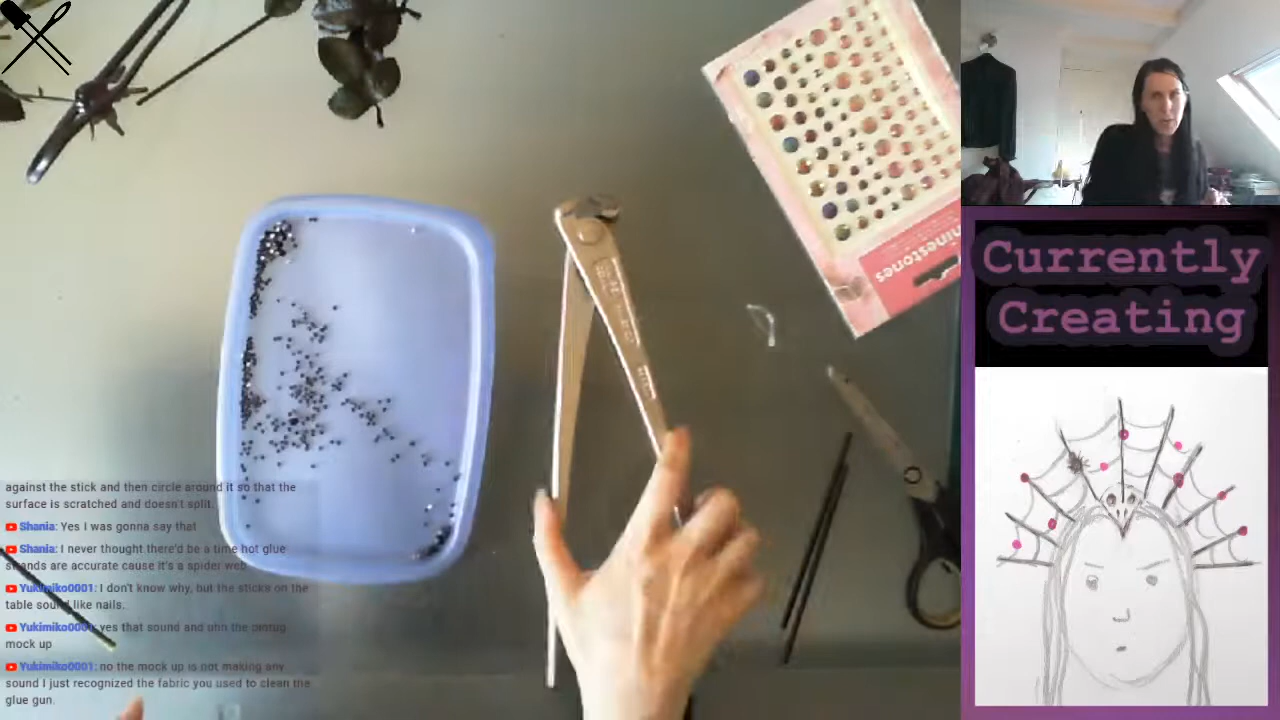 Currently
Creating
against the stick and then circle around it so that the
surface is scratched and doesn't split.
Shania: Yes I was gonna say that
Shania: I never thought there'd be a time hot glue
strands are accurate cause it's a spider web
Yukimiko0001: I don't know why, but the sticks on the
table sound like nails.
Yukimiko0001: yes that sound and uhn the
mock up
Yukimiko0001: no the mock up is not making any
sound I just recognized the fabric you used to clean the
glue gun.